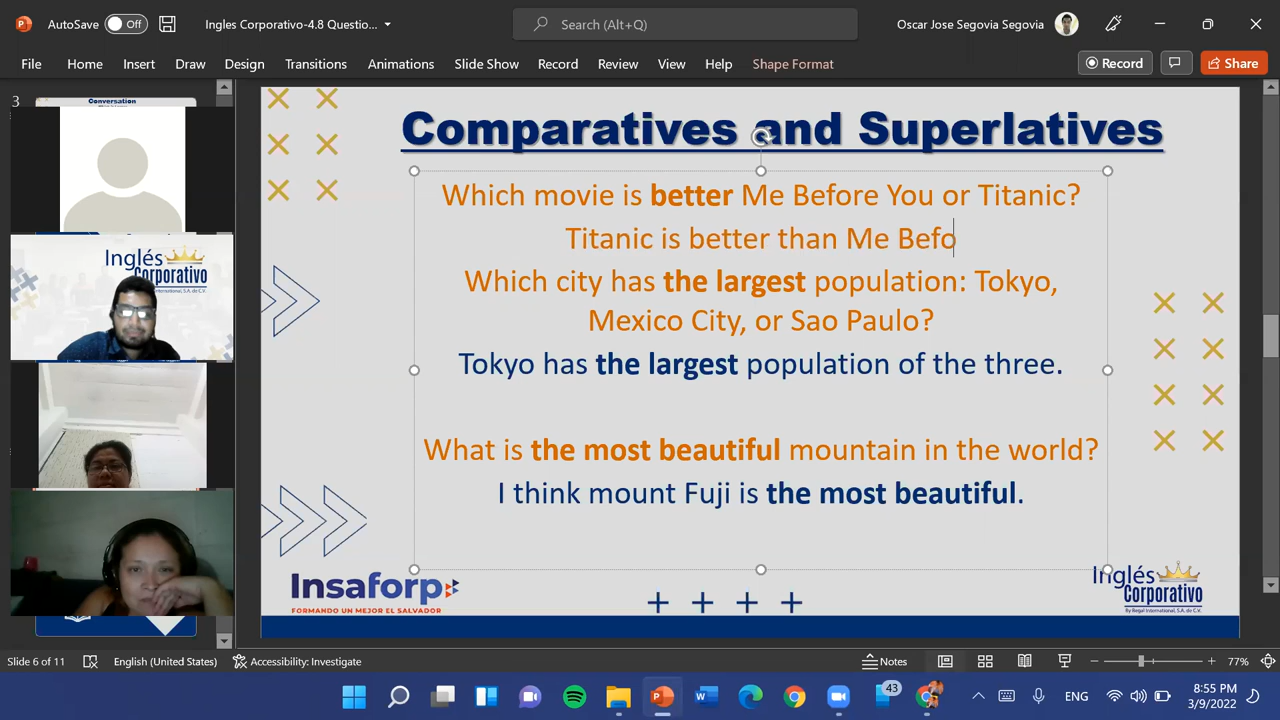 AutoSave
Off
Ingles Corporativo-4.8 Questio...
Search (Alt+Q)
Oscar Jose Segovia Segovia
File Home Insert Draw Design Transitions Animations Slide Show Record Review View Help Shape Format
Record
Share
3
Conversation
Inglés
Corporativo
Comparatives and Superlatives
Which movie is better Me Before You or Titanic?
Titanic is better than Me Befo
Which city has the largest population: Tokyo,
Mexico City, or Sao Paulo?
Tokyo has the largest population of the three.
What is the most beautiful mountain in the world?
I think mount Fuji is the most beautiful.
Insaforp
FORMANDO UN MEJOR EL SALVADOR
Inglés
Corporativo
By Regal International, S.A. de C.V.
Slide 6 of 11
English (United States)
Accessibility: Investigate
Notes
77%
43
ENG
8:55 PM
3/9/2022